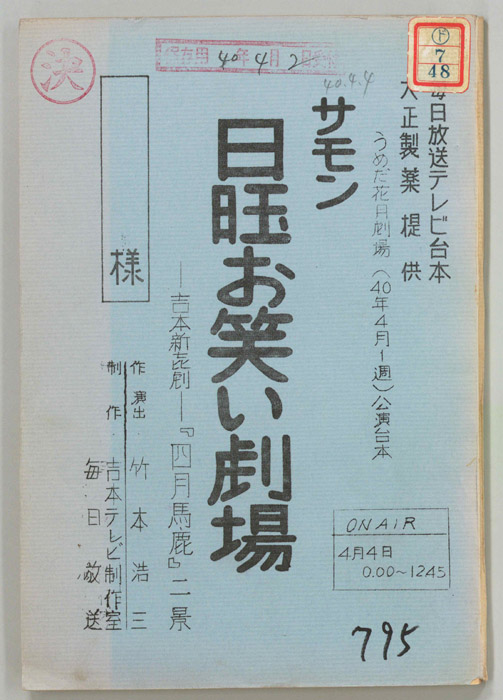 決
保存用 40年4月2日
40.4.4
ド
7
48
毎日放送テレビ台本
大正製薬提供
うめだ花月劇場(40年4月1週)公演台本
サモン
日曜お笑い劇場
―吉本新喜劇―『四月馬鹿』二景
作 演出 竹本浩三
制作 吉本テレビ制作室
毎日放送
様
ON AIR
4月4日
0.00~1245
795